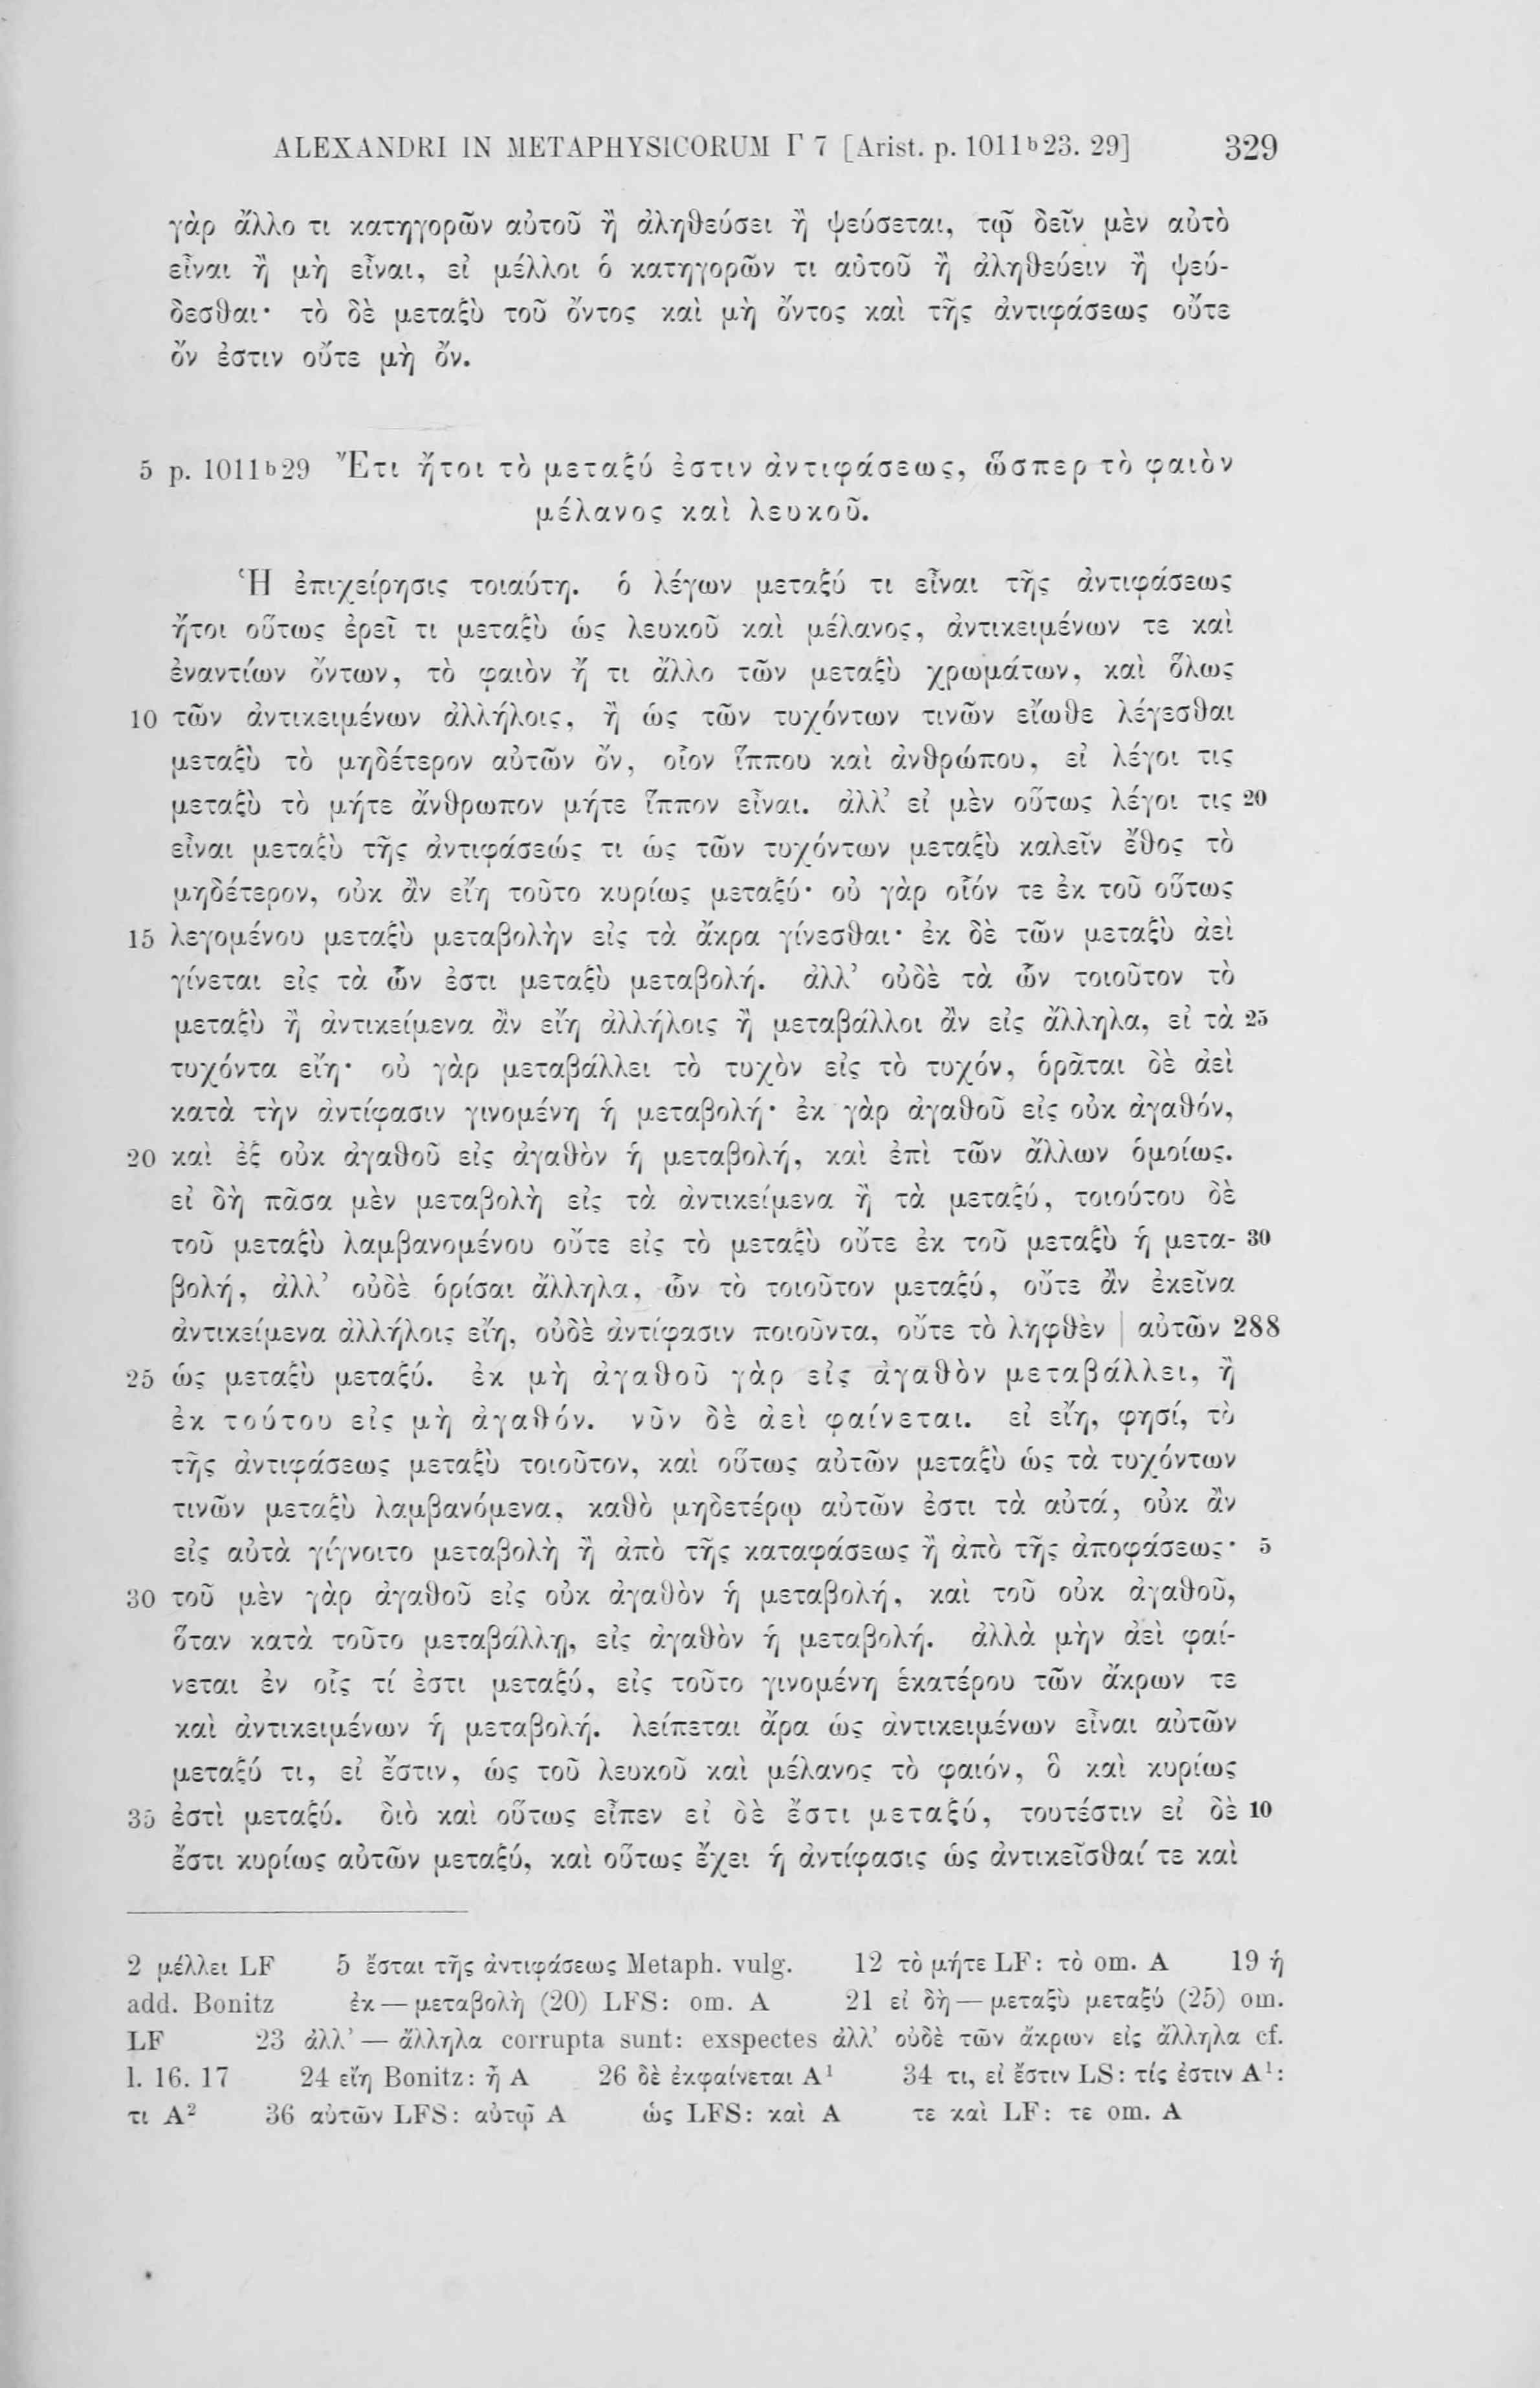 ALEXANDRI IN METAPHYSICORUM Γ 7 [Arist. p. 1011b23. 29] 329
γὰρ ἄλλο τι κατηγορῶν αὐτοῦ ἢ ἀληθεύσει ἢ ψεύσεται, τῷ δεῖν μὲν αὐτὸ
εἶναι ἢ μὴ εἶναι, εἰ μέλλοι ὁ κατηγορῶν τι αὐτοῦ ἢ ἀληθεύειν ἢ ψεύ-
δεσθαι· τὸ δὲ μεταξὺ τοῦ ὄντος καὶ μὴ ὄντος καὶ τῆς ἀντιφάσεως οὔτε
ὄν ἐστιν οὔτε μὴ ὄν.
5 p. 1011b29 Ἔτι ἤτοι τὸ μεταξύ ἐστιν ἀντιφάσεως, ὥσπερ τὸ φαιὸν
μέλανος καὶ λευκοῦ.
Ἡ ἐπιχείρησις τοιαύτη. ὁ λέγων μεταξύ τι εἶναι τῆς ἀντιφάσεως
ἤτοι οὕτως ἐρεῖ τι μεταξὺ ὡς λευκοῦ καὶ μέλανος, ἀντικειμένων τε καὶ
ἐναντίων ὄντων, τὸ φαιὸν ἤ τι ἄλλο τῶν μεταξὺ χρωμάτων, καὶ ὅλως
10 τῶν ἀντικειμένων ἀλλήλοις, ἢ ὡς τῶν τυχόντων τινῶν εἴωθε λέγεσθαι
μεταξὺ τὸ μηδέτερον αὐτῶν ὄν, οἷον ἵππου καὶ ἀνθρώπου, εἰ λέγοι τις
μεταξὺ τὸ μήτε ἄνθρωπον μήτε ἵππον εἶναι. ἀλλ’ εἰ μὲν οὕτως λέγοι τις 20
εἶναι μεταξὺ τῆς ἀντιφάσεώς τι ὡς τῶν τυχόντων μεταξὺ καλεῖν ἔθος τὸ
μηδέτερον, οὐκ ἂν εἴη τοῦτο κυρίως μεταξύ· οὐ γὰρ οἷόν τε ἐκ τοῦ οὕτως
15 λεγομένου μεταξὺ μεταβολὴν εἰς τὰ ἄκρα γίνεσθαι· ἐκ δὲ τῶν μεταξὺ ἀεὶ
γίνεται εἰς τὰ ὧν ἐστι μεταξὺ μεταβολή. ἀλλ’ οὐδὲ τὰ ὧν τοιοῦτον τὸ
μεταξὺ ἢ ἀντικείμενα ἂν εἴη ἀλλήλοις ἢ μεταβάλλοι ἂν εἰς ἄλληλα, εἰ τὰ 25
τυχόντα εἴη· οὐ γὰρ μεταβάλλει τὸ τυχὸν εἰς τὸ τυχόν, ὁρᾶται δὲ ἀεὶ
κατὰ τὴν ἀντίφασιν γινομένη ἡ μεταβολή· ἐκ γὰρ ἀγαθοῦ εἰς οὐκ ἀγαθόν,
20 καὶ ἐξ οὐκ ἀγαθοῦ εἰς ἀγαθὸν ἡ μεταβολή, καὶ ἐπὶ τῶν ἄλλων ὁμοίως.
εἰ δὴ πᾶσα μὲν μεταβολὴ εἰς τὰ ἀντικείμενα ἢ τὰ μεταξύ, τοιούτου δὲ
τοῦ μεταξὺ λαμβανομένου οὔτε εἰς τὸ μεταξὺ οὔτε ἐκ τοῦ μεταξὺ ἡ μετα- 30
βολή, ἀλλ’ οὐδὲ ὁρίσαι ἄλληλα, ὧν τὸ τοιοῦτον μεταξύ, οὔτε ἂν ἐκεῖνα
ἀντικείμενα ἀλλήλοις εἴη, οὐδὲ ἀντίφασιν ποιοῦντα, οὔτε τὸ ληφθὲν | αὐτῶν 288
25 ὡς μεταξὺ μεταξύ. ἐκ μὴ ἀγαθοῦ γὰρ εἰς ἀγαθὸν μεταβάλλει, ἢ
ἐκ τούτου εἰς μὴ ἀγαθόν. νῦν δὲ ἀεὶ φαίνεται. εἰ εἴη, φησί, τὸ
τῆς ἀντιφάσεως μεταξὺ τοιοῦτον, καὶ οὕτως αὐτῶν μεταξὺ ὡς τὰ τυχόντων
τινῶν μεταξὺ λαμβανόμενα, καθὸ μηδετέρῳ αὐτῶν ἐστι τὰ αὐτά, οὐκ ἂν
εἰς αὐτὰ γίγνοιτο μεταβολὴ ἢ ἀπὸ τῆς καταφάσεως ἢ ἀπὸ τῆς ἀποφάσεως· 5
30 τοῦ μὲν γὰρ ἀγαθοῦ εἰς οὐκ ἀγαθὸν ἡ μεταβολή, καὶ τοῦ οὐκ ἀγαθοῦ,
ὅταν κατὰ τοῦτο μεταβάλλῃ, εἰς ἀγαθὸν ἡ μεταβολή. ἀλλὰ μὴν ἀεὶ φαί-
νεται ἐν οἷς τί ἐστι μεταξύ, εἰς τοῦτο γινομένη ἑκατέρου τῶν ἄκρων τε
καὶ ἀντικειμένων ἡ μεταβολή. λείπεται ἄρα ὡς ἀντικειμένων εἶναι αὐτῶν
μεταξύ τι, εἰ ἔστιν, ὡς τοῦ λευκοῦ καὶ μέλανος τὸ φαιόν, ὃ καὶ κυρίως
35 ἐστὶ μεταξύ. διὸ καὶ οὕτως εἶπεν εἰ δὲ ἔστι μεταξύ, τουτέστιν εἰ δὲ 10
ἔστι κυρίως αὐτῶν μεταξύ, καὶ οὕτως ἔχει ἡ ἀντίφασις ὡς ἀντικεῖσθαί τε καὶ
2 μέλλει LF 5 ἔσται τῆς ἀντιφάσεως Metaph. vulg. 12 τὸ μήτε LF: τὸ om. A 19 ἡ
add. Bonitz ἐκ — μεταβολὴ (20) LFS: om. A 21 εἰ δὴ — μεταξὺ μεταξύ (25) om.
LF 23 ἀλλ’ — ἄλληλα corrupta sunt: exspectes ἀλλ’ οὐδὲ τῶν ἄκρων εἰς ἄλληλα cf.
l. 16. 17 24 εἴη Bonitz: ἦ A 26 δὲ ἐκφαίνεται A1 34 τι, εἰ ἔστιν LS: τίς ἐστιν A1:
τι A2 36 αὐτῶν LFS: αὐτῷ A ὡς LFS: καὶ A τε καὶ LF: τε om. A